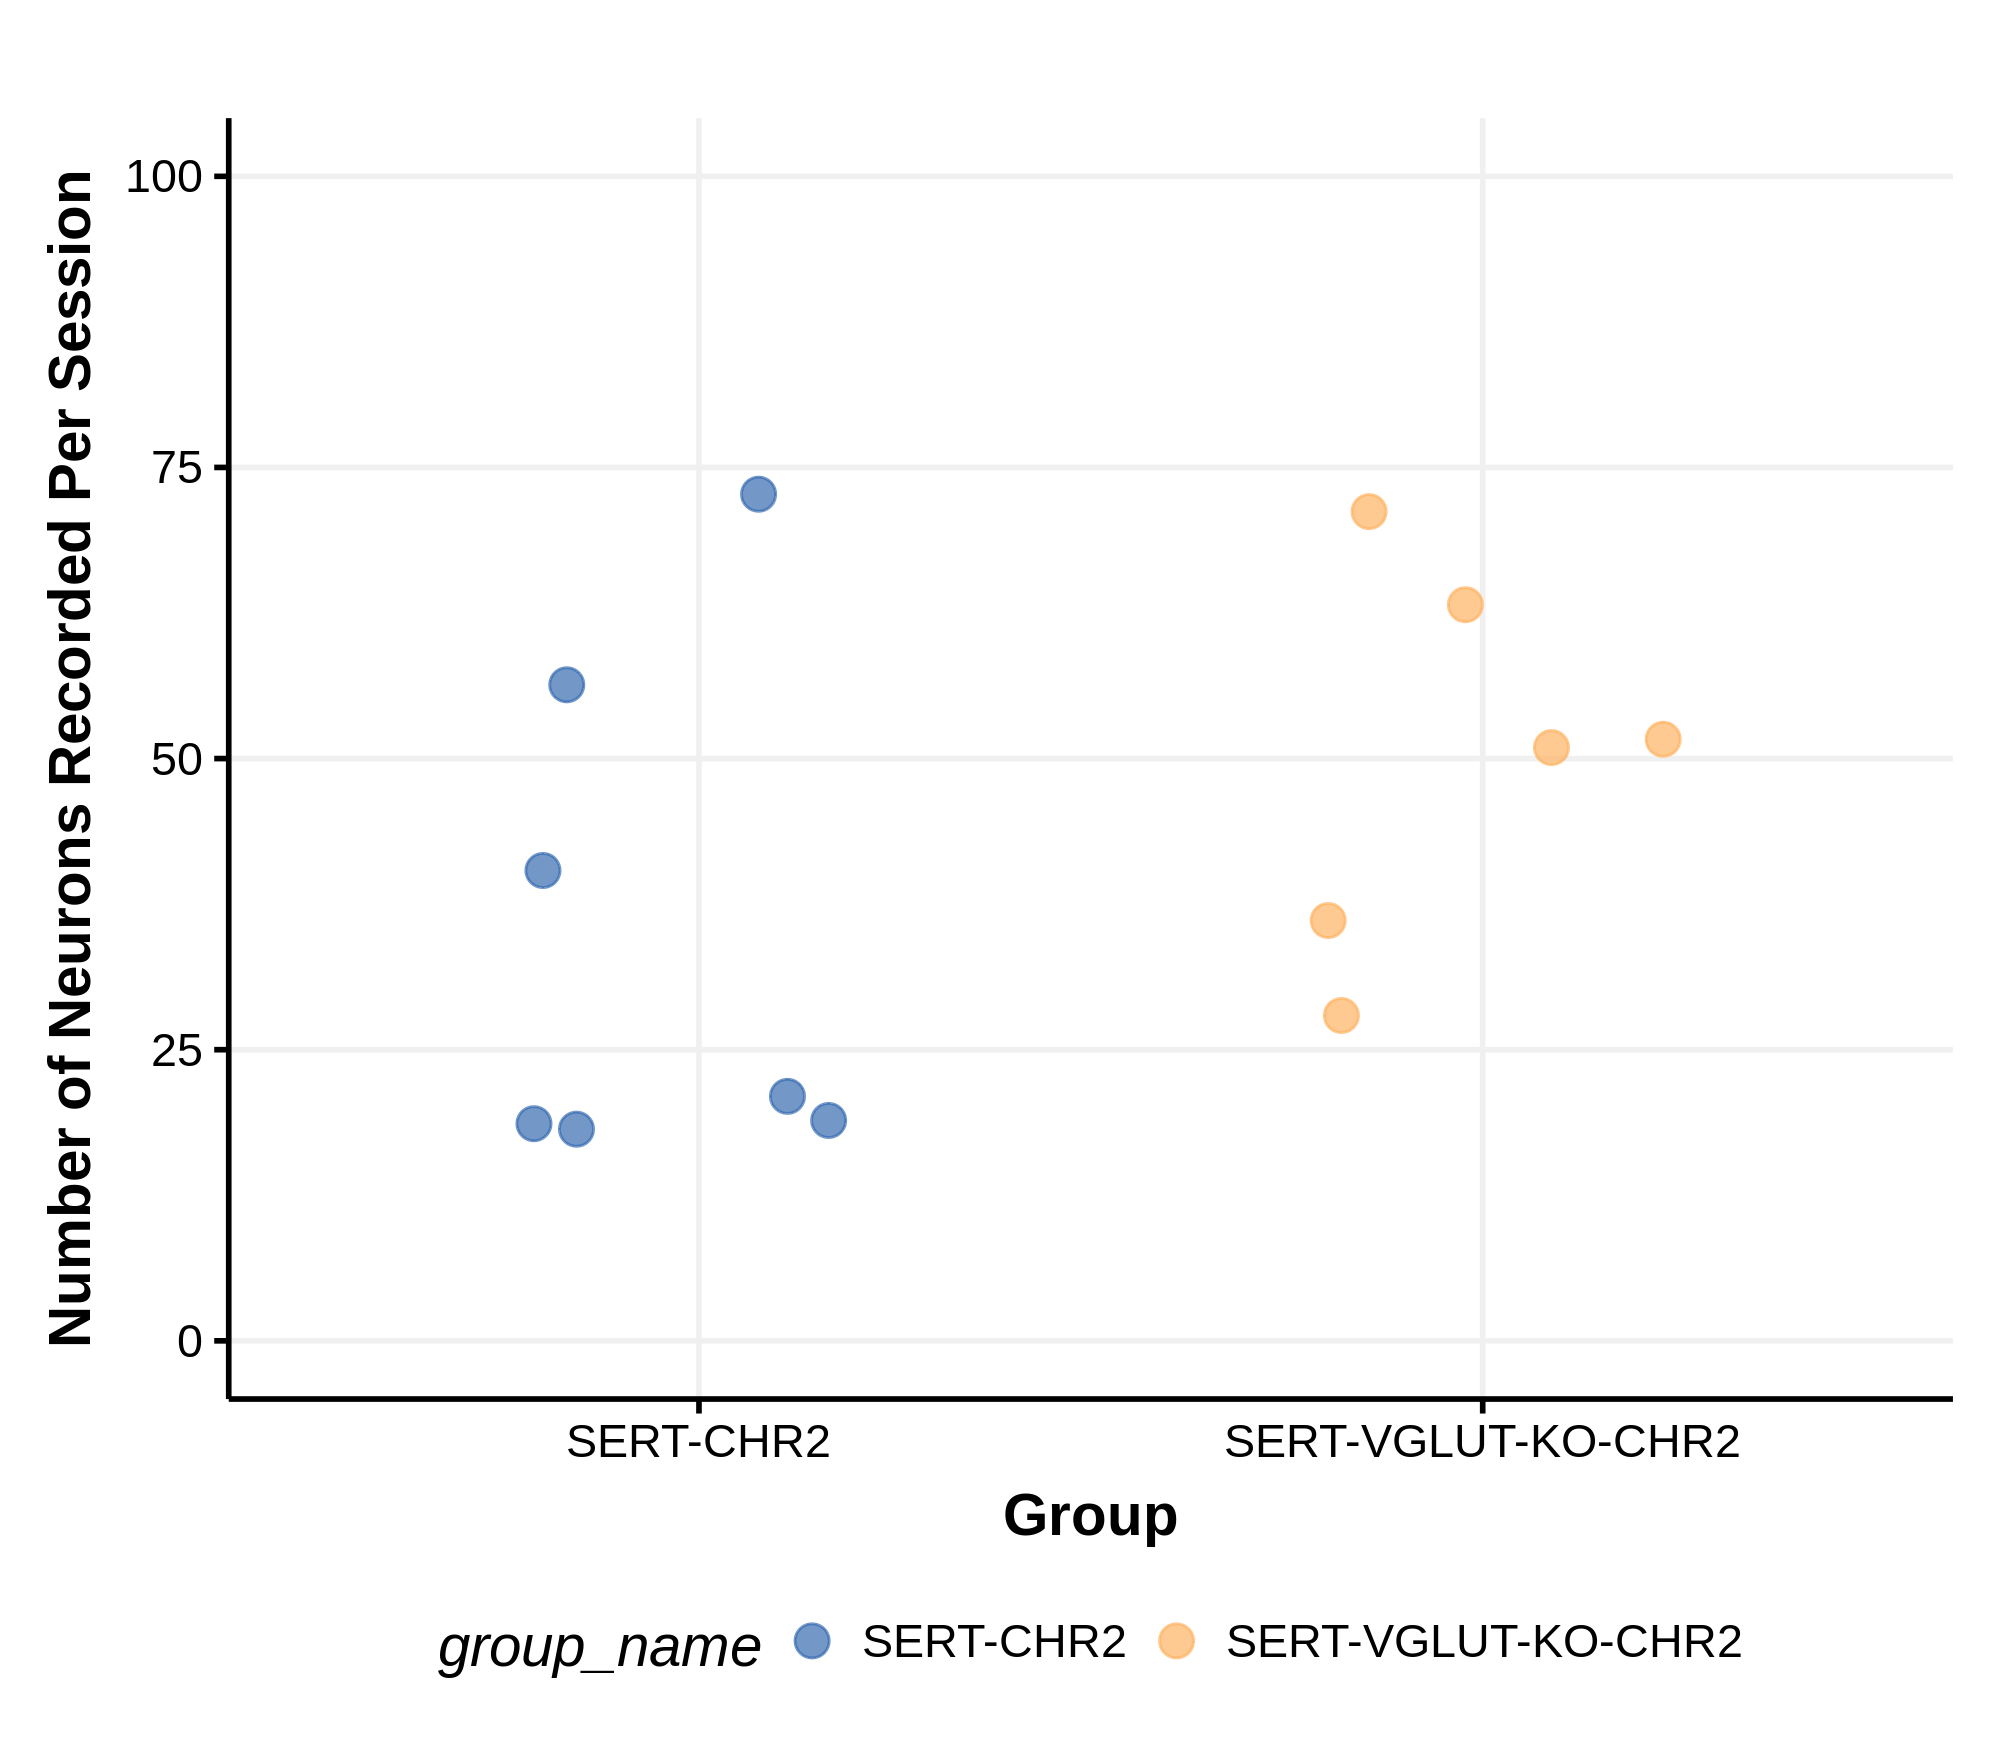 Number of Neurons Recorded Per Session
100
75
50
25
0
SERT-CHR2
SERT-VGLUT-KO-CHR2
Group
group_name SERT-CHR2 SERT-VGLUT-KO-CHR2